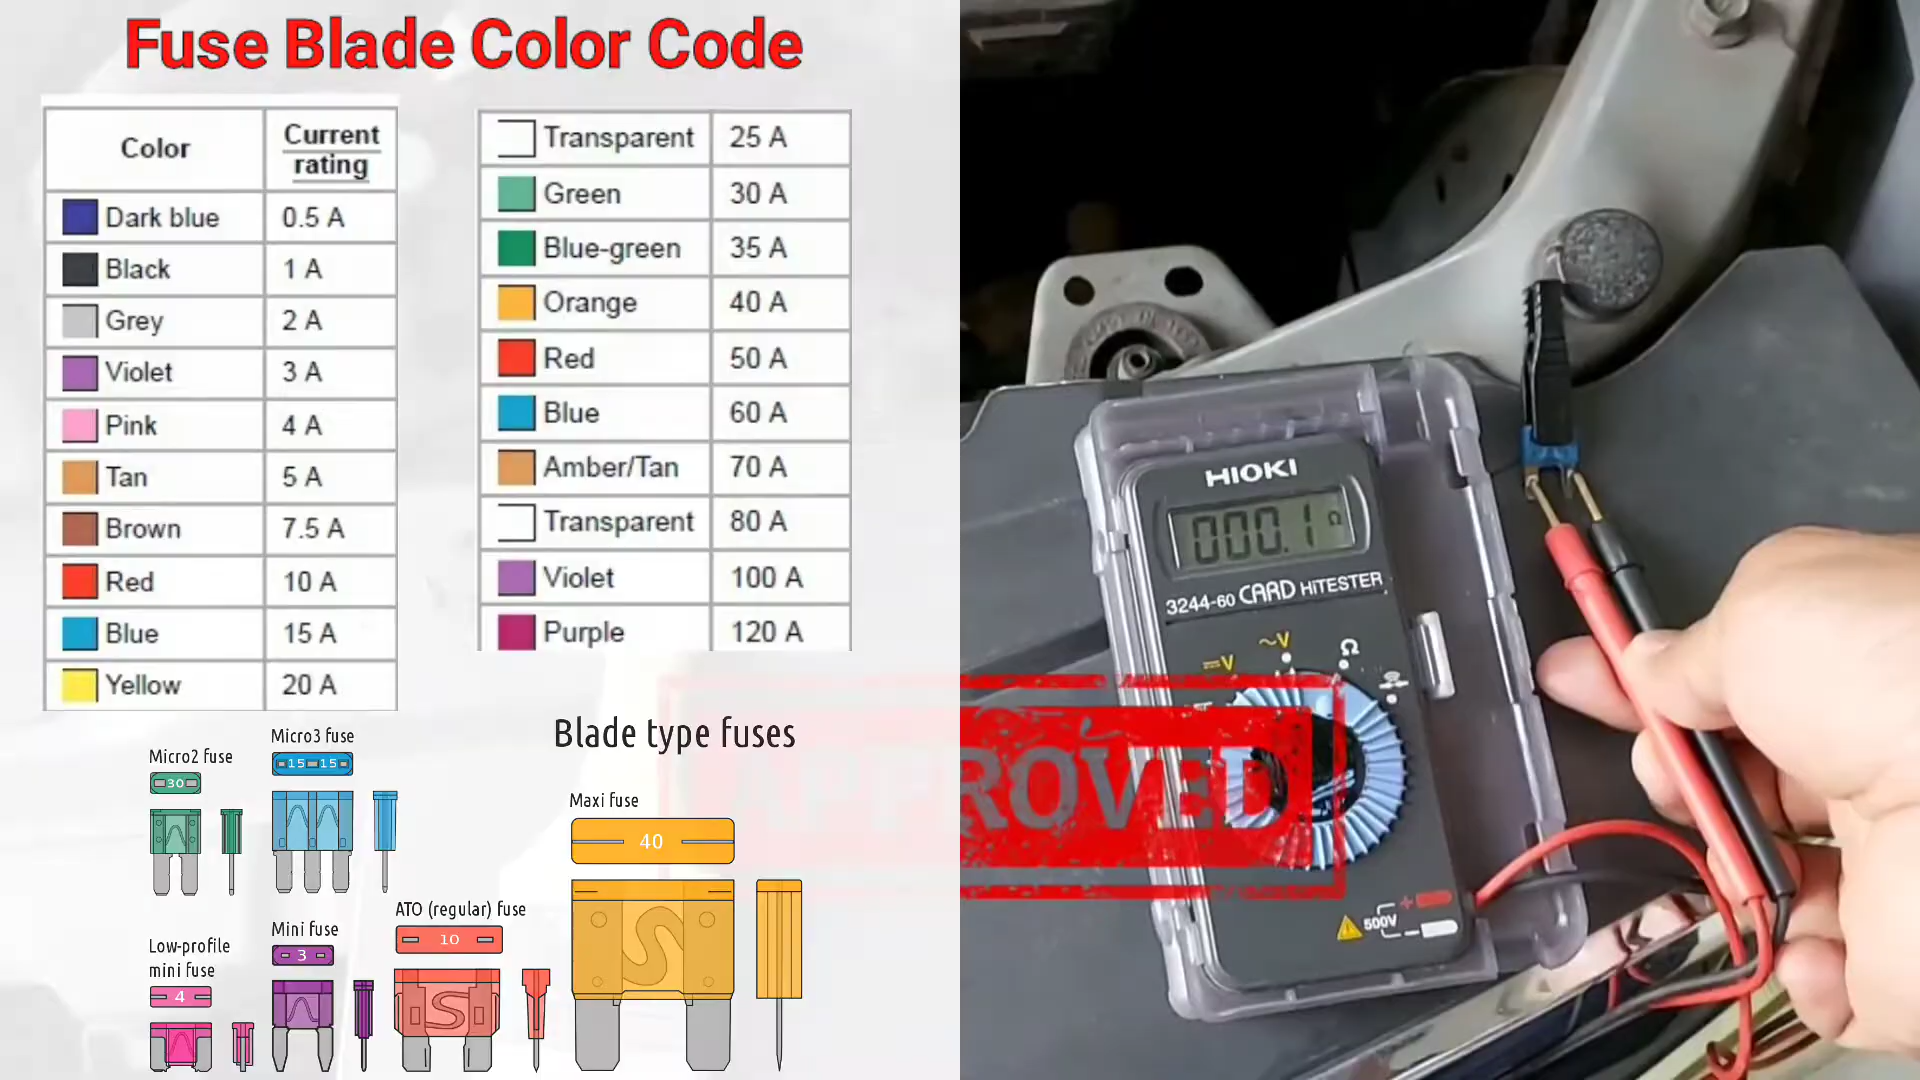 Fuse Blade Color Code
Color Current rating
Dark blue 0.5 A
Black 1 A
Grey 2 A
Violet 3 A
Pink 4 A
Tan 5 A
Brown 7.5 A
Red 10 A
Blue 15 A
Yellow 20 A
Transparent 25 A
Green 30 A
Blue-green 35 A
Orange 40 A
Red 50 A
Blue 60 A
Amber/Tan 70 A
Transparent 80 A
Violet 100 A
Purple 120 A
Blade type fuses
Micro2 fuse
30
Micro3 fuse
15 15
Maxi fuse
40
ATO (regular) fuse
10
Mini fuse
3
Low-profile
mini fuse
4
HIOKI
000.1 Ω
3244-60 CARD HiTESTER
~V
Ω
⎓V
APPROVED
+
500V
−